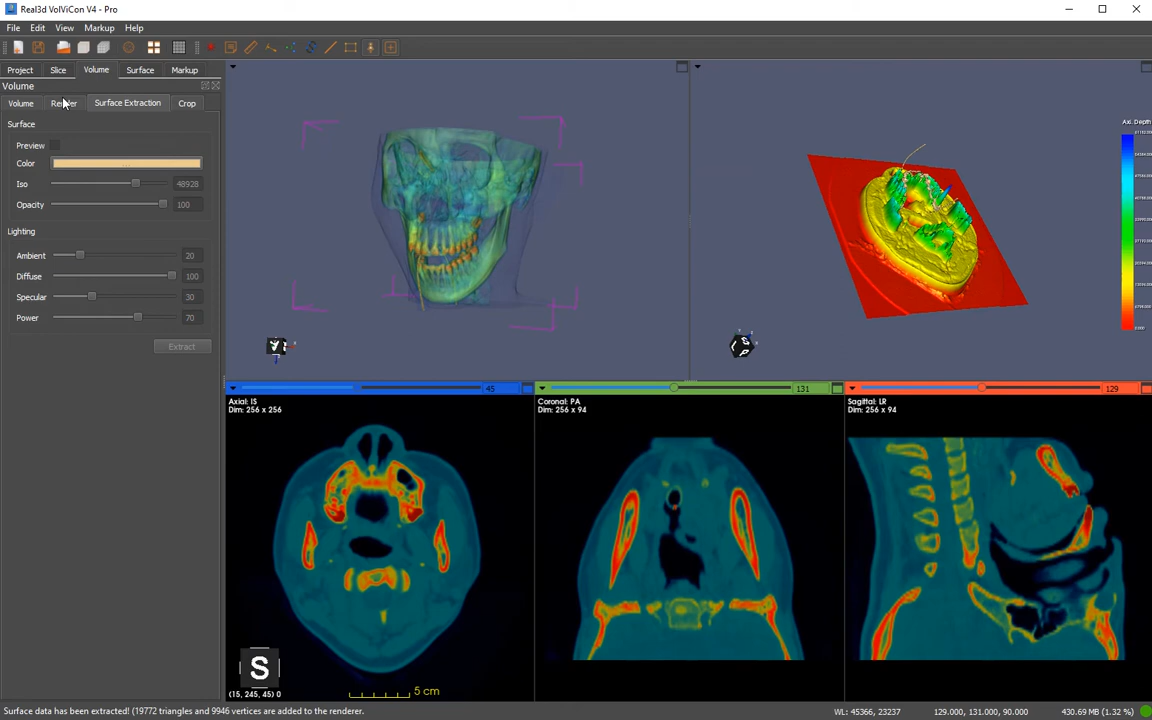 Real3d VolViCon V4 - Pro
File Edit View Markup Help
Project Slice Volume Surface Markup
Volume
Volume Render Surface Extraction Crop
Surface
Preview
Color ...
Iso 48928
Opacity 100
Lighting
Ambient 20
Diffuse 100
Specular 30
Power 70
Extract
Axi. Depth
0.000
45
Axial: IS
Dim: 256 x 256
S
(15, 245, 45) 0
5 cm
131
Coronal: PA
Dim: 256 x 94
129
Sagittal: LR
Dim: 256 x 94
Surface data has been extracted! (19772 triangles and 9946 vertices are added to the renderer. WL: 45366, 23237 129.000, 131.000, 90.000 430.69 MB (1.32 %)